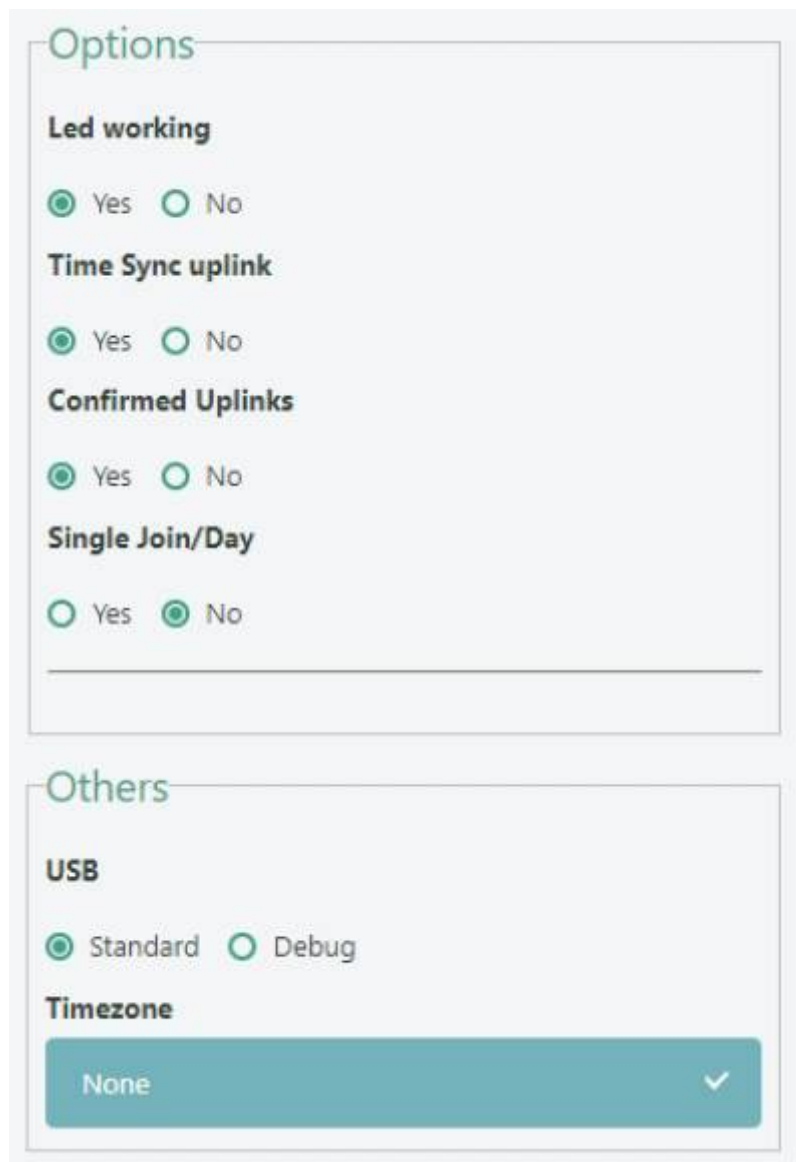 Options
Led working
Yes No
Time Sync uplink
Yes No
Confirmed Uplinks
Yes No
Single Join/Day
Yes No
Others
USB
Standard Debug
Timezone
None